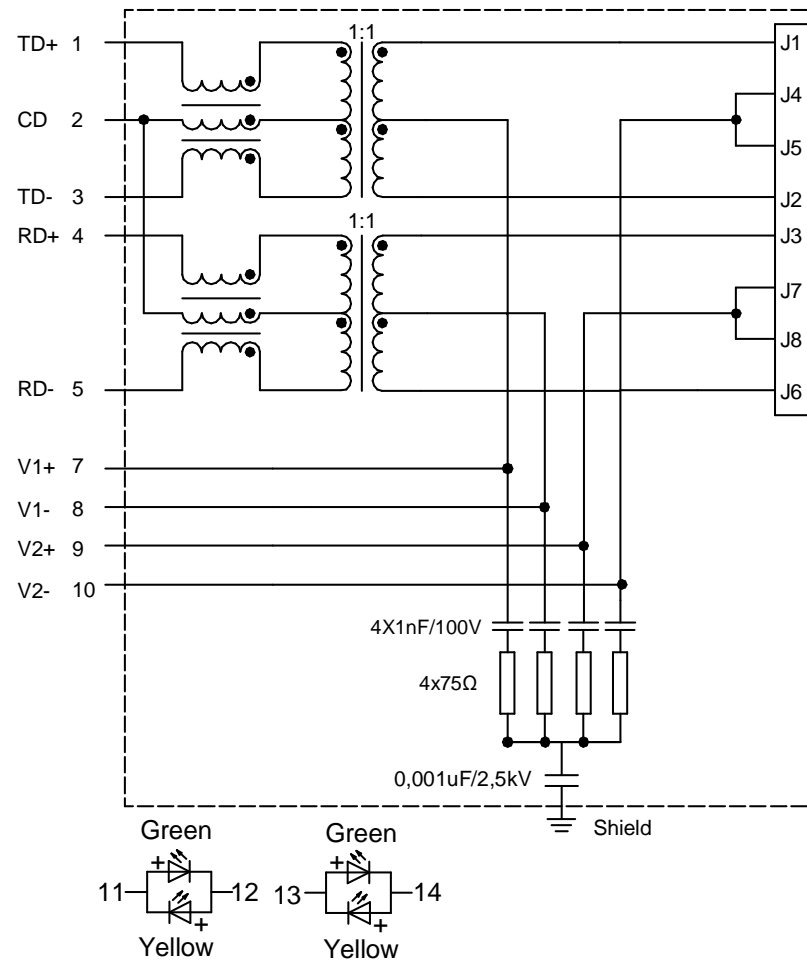 1:1
TD+ 1
J1
J4
CD 2
J5
TD- 3
J2
1:1
RD+ 4
J3
J7
J8
RD- 5
J6
V1+ 7
V1- 8
V2+ 9
V2- 10
4X1nF/100V
4x75Ω
0,001uF/2,5kV
Shield
Green
Green
+
+
11
12
13
14
+
+
Yellow
Yellow